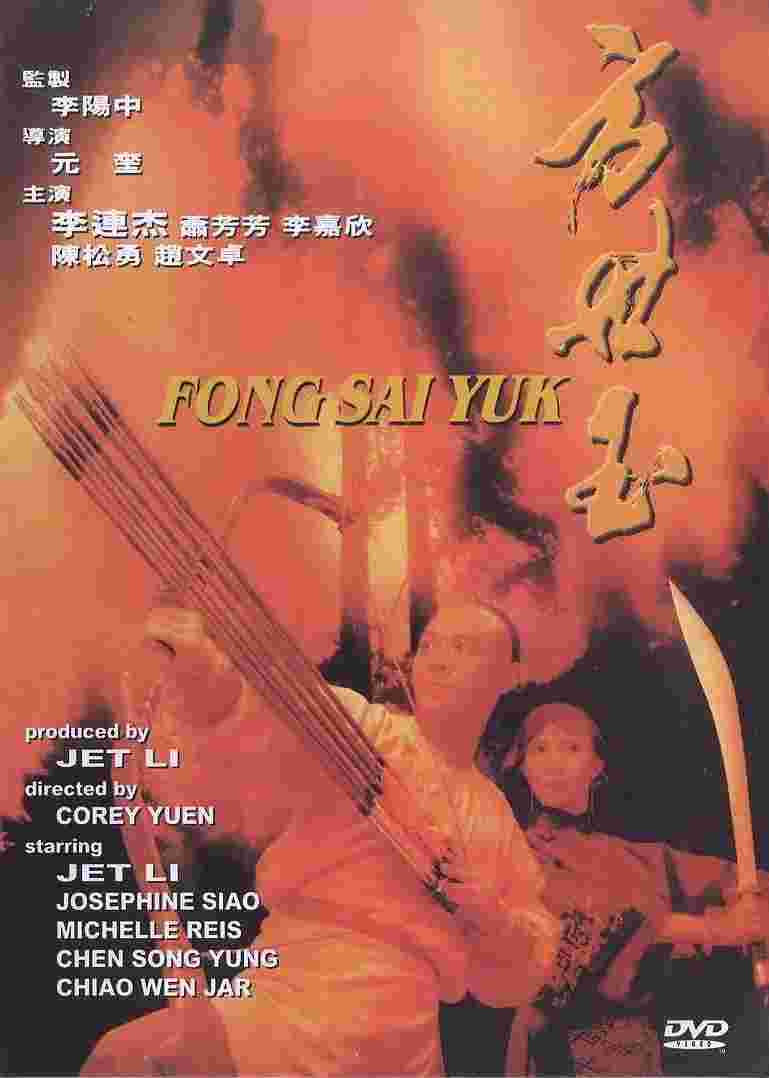 監製
李陽中
導演
元 奎
主演
李連杰 蕭芳芳 李嘉欣
陳松勇 趙文卓
方世玉
FONG SAI YUK
produced by
JET LI
directed by
COREY YUEN
starring
JET LI
JOSEPHINE SIAO
MICHELLE REIS
CHEN SONG YUNG
CHIAO WEN JAR
DVD
VIDEO